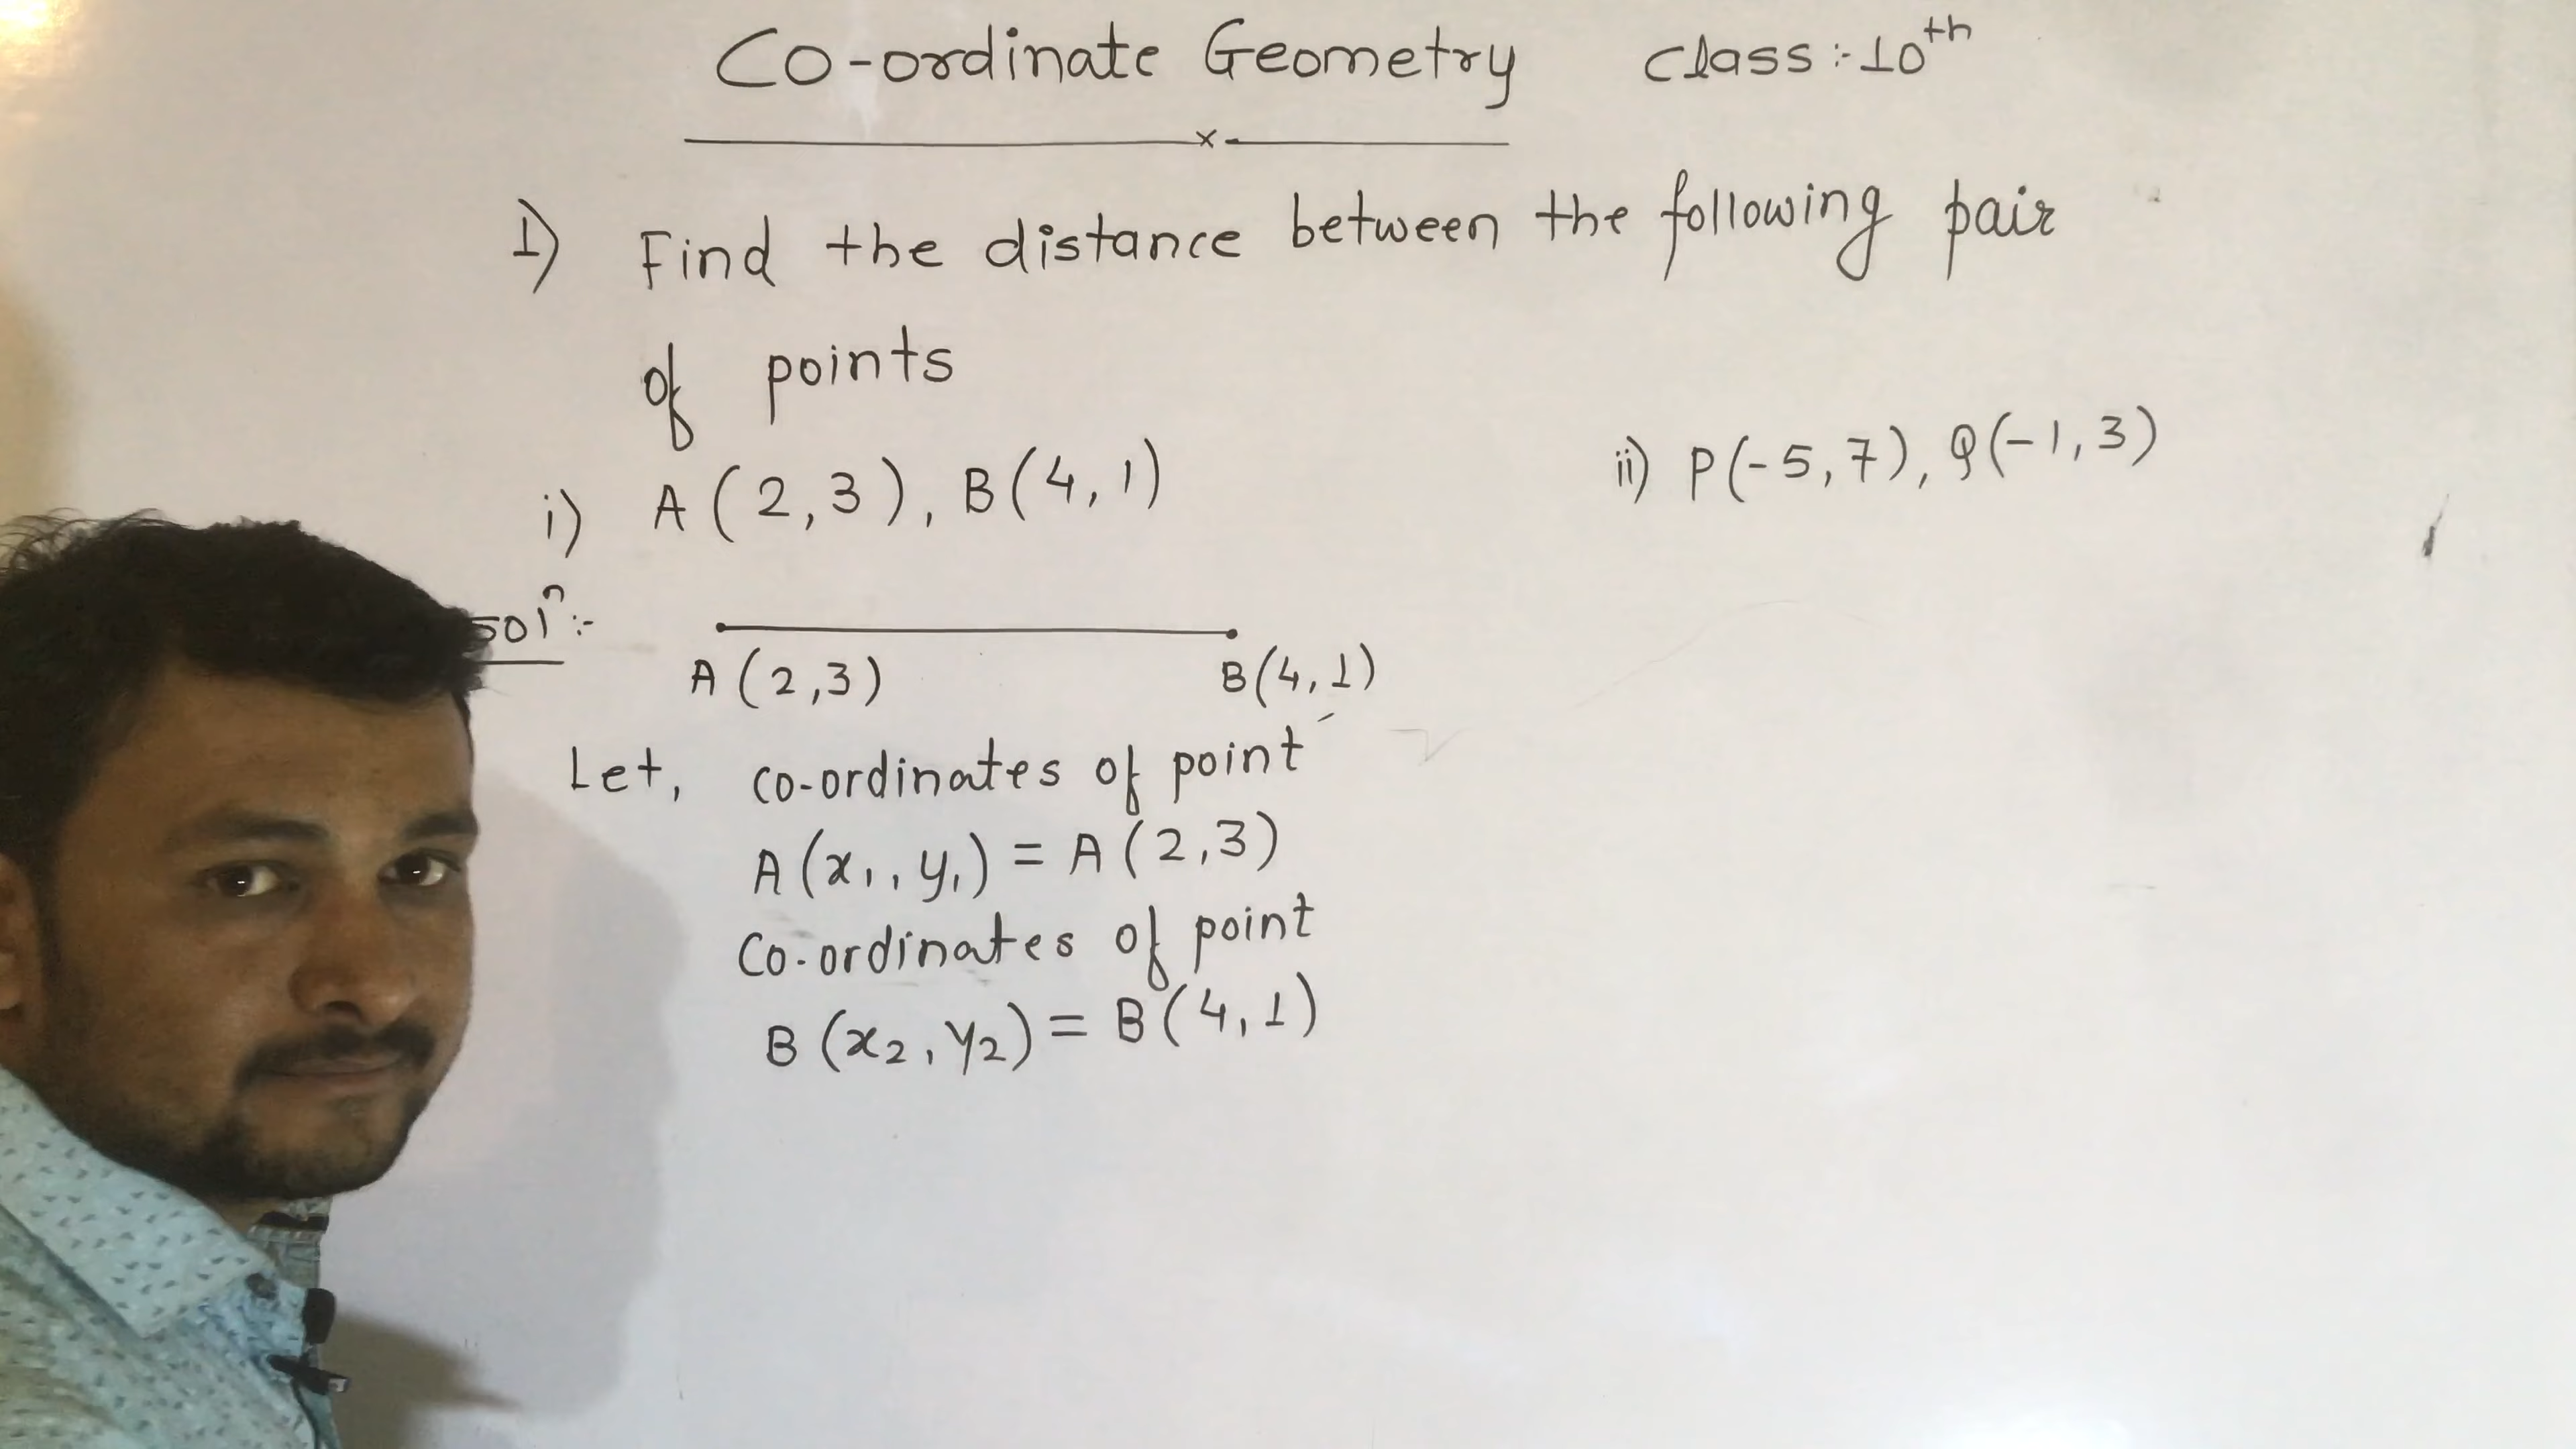 Co-ordinate Geometry class :- 10th
1) Find the distance between the following pair
of points
i) A (2,3), B(4,1)
ii) P(-5,7), Q(-1,3)
solⁿ :-
A (2,3) B(4,1)
Let, co-ordinates of point
A (x₁, y₁) = A (2,3)
Co-ordinates of point
B (x₂, y₂) = B (4,1)